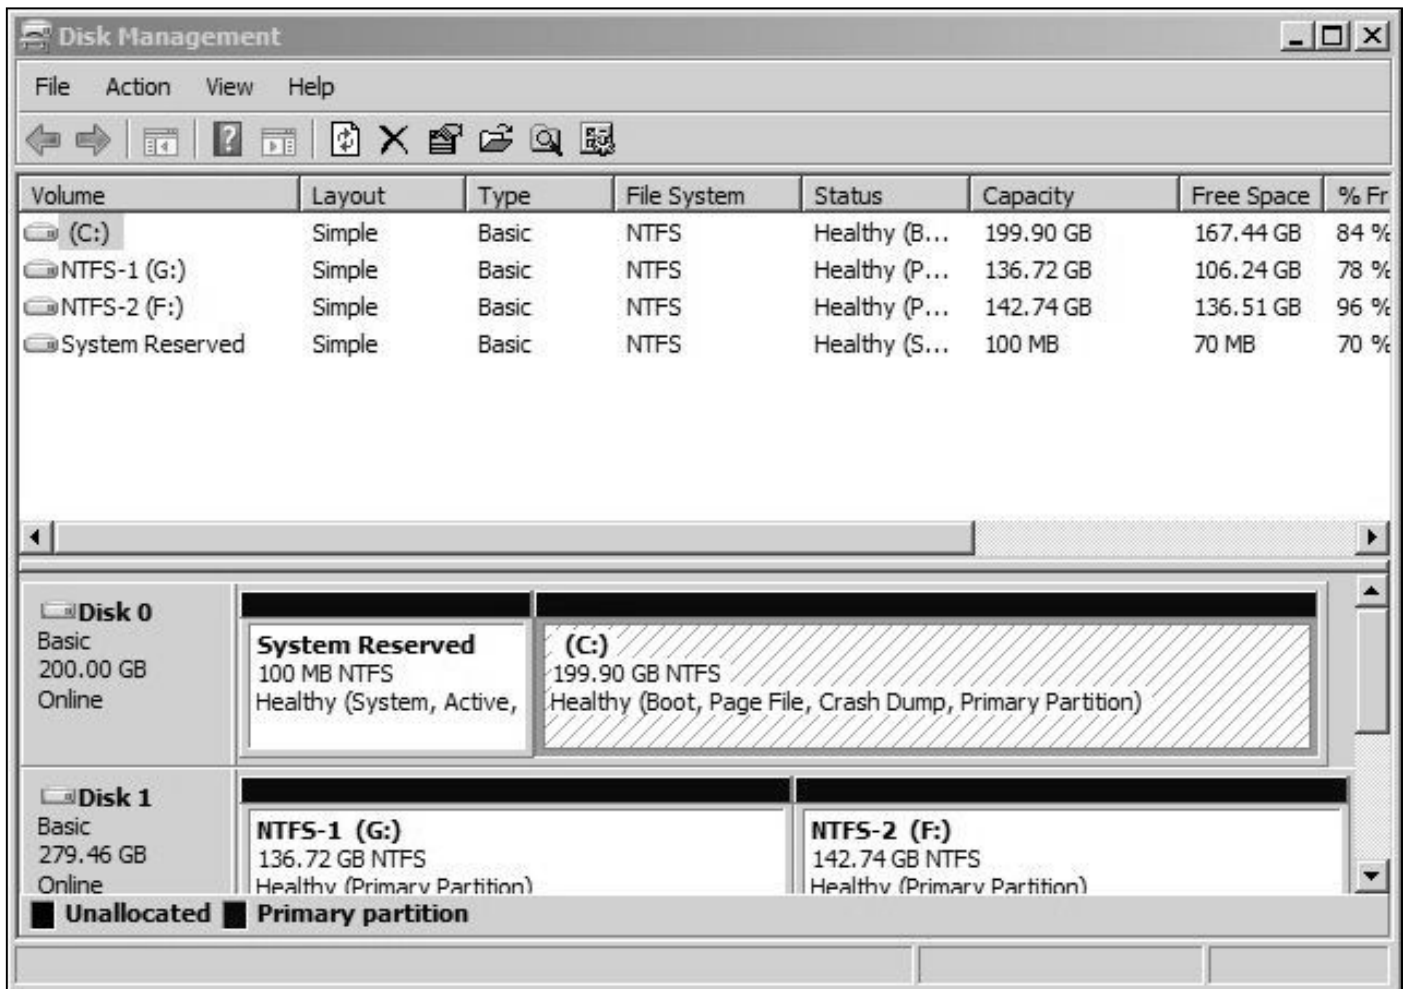 Disk Management
File Action View Help
Volume Layout Type File System Status Capacity Free Space % Fr
(C:) Simple Basic NTFS Healthy (B... 199.90 GB 167.44 GB 84 %
NTFS-1 (G:) Simple Basic NTFS Healthy (P... 136.72 GB 106.24 GB 78 %
NTFS-2 (F:) Simple Basic NTFS Healthy (P... 142.74 GB 136.51 GB 96 %
System Reserved Simple Basic NTFS Healthy (S... 100 MB 70 MB 70 %
Disk 0
Basic
200.00 GB
Online
System Reserved
100 MB NTFS
Healthy (System, Active,
(C:)
199.90 GB NTFS
Healthy (Boot, Page File, Crash Dump, Primary Partition)
Disk 1
Basic
279.46 GB
Online
NTFS-1 (G:)
136.72 GB NTFS
Healthy (Primary Partition)
NTFS-2 (F:)
142.74 GB NTFS
Healthy (Primary Partition)
Unallocated Primary partition